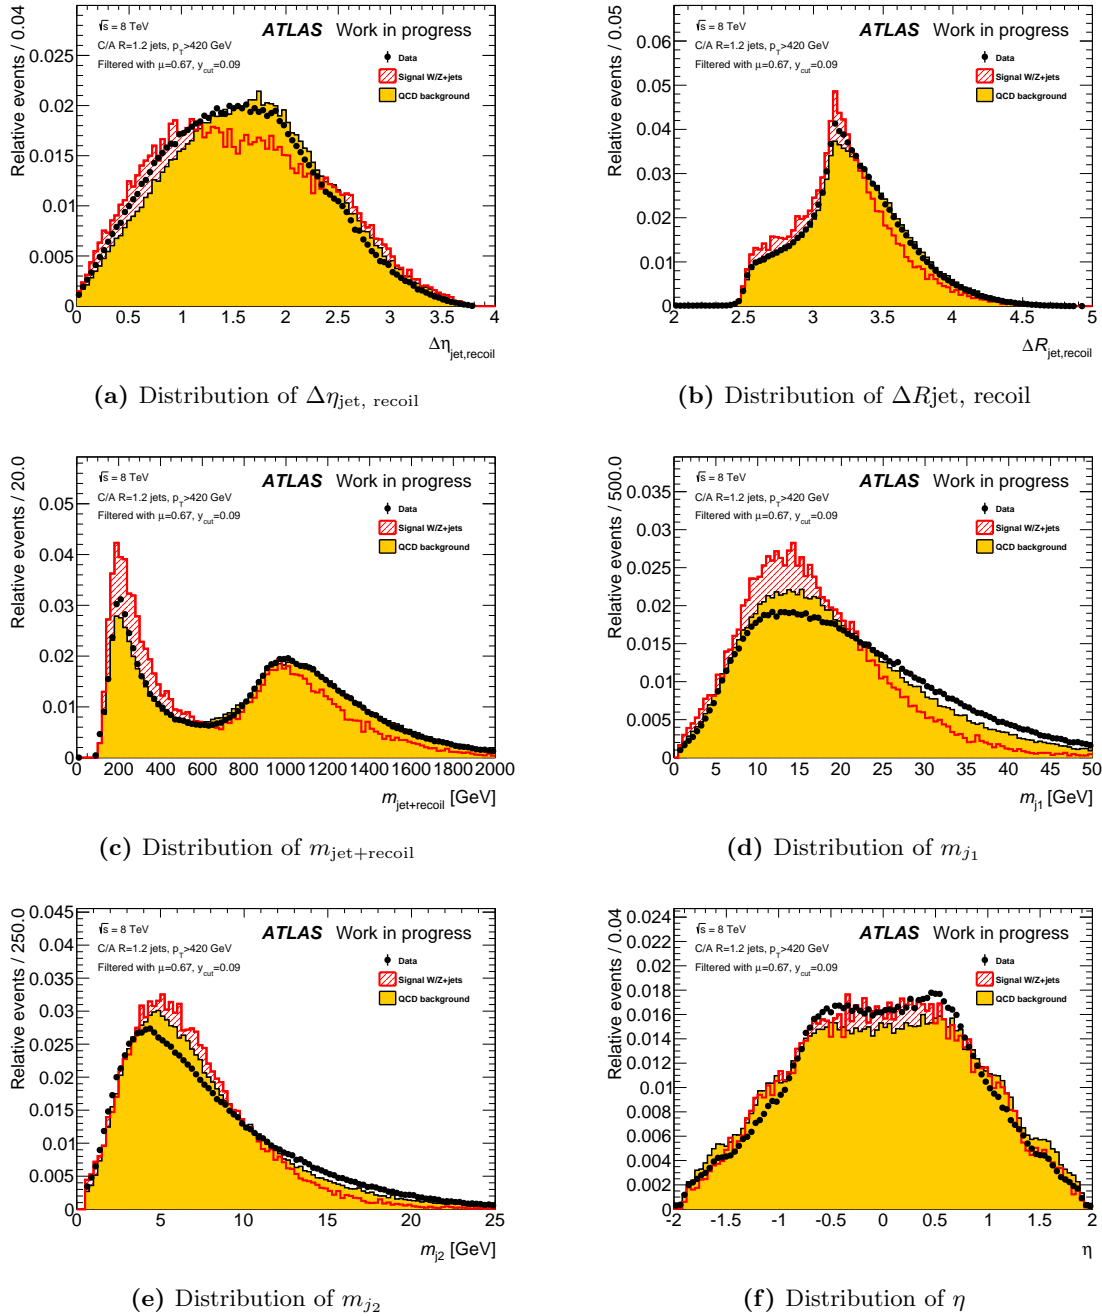 Relative events / 0.04
0.025
0.02
0.015
0.01
0.005
0
√s = 8 TeV
C/A R=1.2 jets, pT>420 GeV
Filtered with μ=0.67, ycut=0.09
ATLAS Work in progress
Data
Signal W/Z+jets
QCD background
0 0.5 1 1.5 2 2.5 3 3.5 4
Δηjet,recoil
(a) Distribution of Δηjet, recoil
Relative events / 0.05
0.06
0.05
0.04
0.03
0.02
0.01
0
√s = 8 TeV
C/A R=1.2 jets, pT>420 GeV
Filtered with μ=0.67, ycut=0.09
ATLAS Work in progress
Data
Signal W/Z+jets
QCD background
2 2.5 3 3.5 4 4.5 5
ΔRjet,recoil
(b) Distribution of ΔRjet, recoil
Relative events / 20.0
0.05
0.04
0.03
0.02
0.01
0
√s = 8 TeV
C/A R=1.2 jets, pT>420 GeV
Filtered with μ=0.67, ycut=0.09
ATLAS Work in progress
Data
Signal W/Z+jets
QCD background
0 200 400 600 800 1000 1200 1400 1600 1800 2000
mjet+recoil [GeV]
(c) Distribution of mjet+recoil
Relative events / 500.0
0.035
0.03
0.025
0.02
0.015
0.01
0.005
0
√s = 8 TeV
C/A R=1.2 jets, pT>420 GeV
Filtered with μ=0.67, ycut=0.09
ATLAS Work in progress
Data
Signal W/Z+jets
QCD background
0 5 10 15 20 25 30 35 40 45 50
mj1 [GeV]
(d) Distribution of mj1
Relative events / 250.0
0.045
0.04
0.035
0.03
0.025
0.02
0.015
0.01
0.005
0
√s = 8 TeV
C/A R=1.2 jets, pT>420 GeV
Filtered with μ=0.67, ycut=0.09
ATLAS Work in progress
Data
Signal W/Z+jets
QCD background
0 5 10 15 20 25
mj2 [GeV]
(e) Distribution of mj2
Relative events / 0.04
0.024
0.022
0.02
0.018
0.016
0.014
0.012
0.01
0.008
0.006
0.004
0.002
0
√s = 8 TeV
C/A R=1.2 jets, pT>420 GeV
Filtered with μ=0.67, ycut=0.09
ATLAS Work in progress
Data
Signal W/Z+jets
QCD background
-2 -1.5 -1 -0.5 0 0.5 1 1.5 2
η
(f) Distribution of η